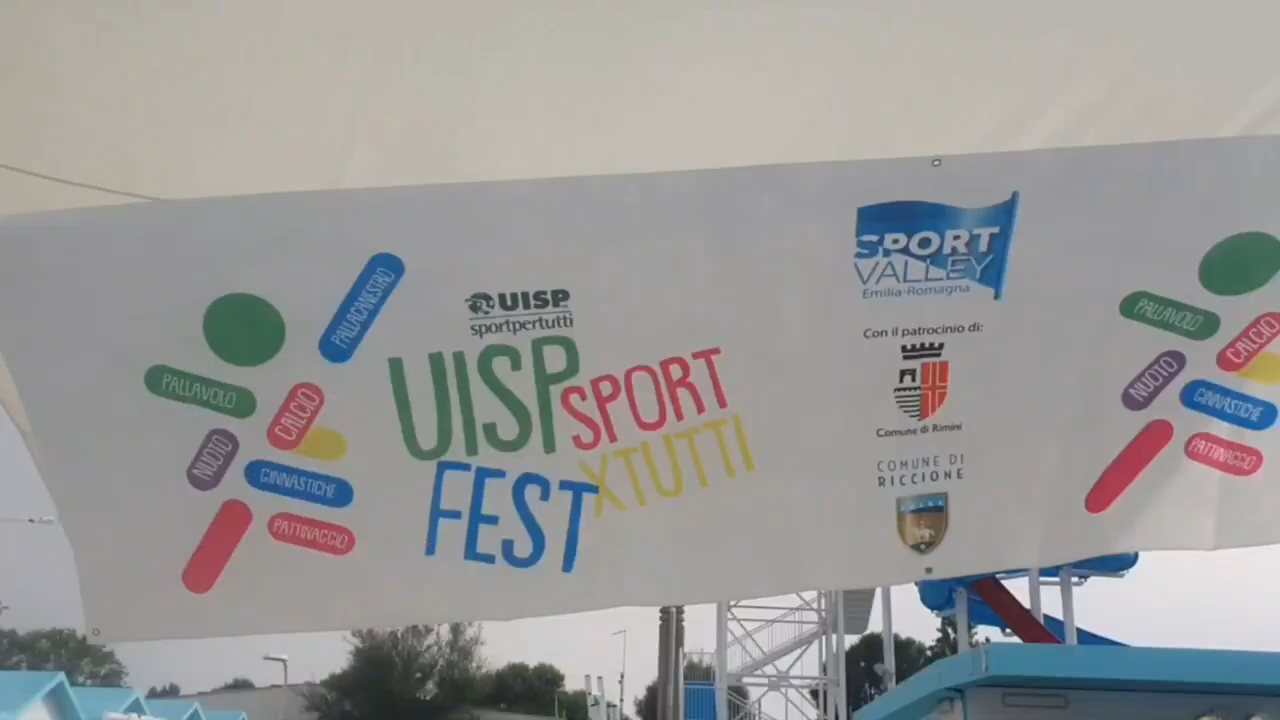 PALLACANESTRO
PALLAVOLO
CALCIO
NUOTO
GINNASTICHE
PATTINAGGIO
UISP
sportpertutti
UISP SPORT
FEST XTUTTI
SPORT
VALLEY
Emilia-Romagna
Con il patrocinio di:
Comune di Rimini
COMUNE DI
RICCIONE
PALLAVOLO
CALCIO
NUOTO
GINNASTICHE
PATTINAGGIO